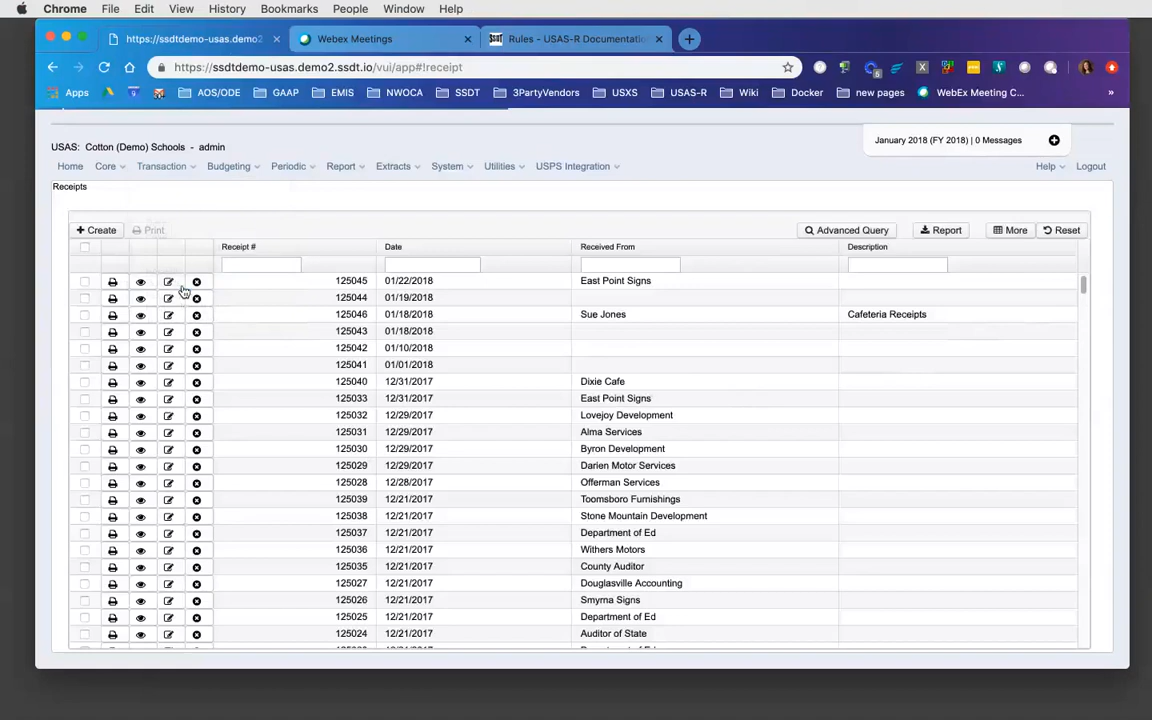 Chrome File Edit View History Bookmarks People Window Help
https://ssdtdemo-usas.demo2 Webex Meetings SSDT Rules - USAS-R Documentatio
https://ssdtdemo-usas.demo2.ssdt.io/vui/app#!receipt
Apps AOS/ODE GAAP EMIS NWOCA SSDT 3PartyVendors USXS USAS-R Wiki Docker new pages WebEx Meeting C... »
January 2018 (FY 2018) | 0 Messages
USAS: Cotton (Demo) Schools - admin
Home Core Transaction Budgeting Periodic Report Extracts System Utilities USPS Integration Help Logout
Receipts
Create Print Advanced Query Report More Reset
Receipt # Date Received From Description
125045 01/22/2018 East Point Signs
125044 01/19/2018
125046 01/18/2018 Sue Jones Cafeteria Receipts
125043 01/18/2018
125042 01/10/2018
125041 01/01/2018
125040 12/31/2017 Dixie Cafe
125033 12/31/2017 East Point Signs
125032 12/29/2017 Lovejoy Development
125031 12/29/2017 Alma Services
125030 12/29/2017 Byron Development
125029 12/29/2017 Darien Motor Services
125028 12/28/2017 Offerman Services
125039 12/21/2017 Toomsboro Furnishings
125038 12/21/2017 Stone Mountain Development
125037 12/21/2017 Department of Ed
125036 12/21/2017 Withers Motors
125035 12/21/2017 County Auditor
125027 12/21/2017 Douglasville Accounting
125026 12/21/2017 Smyrna Signs
125025 12/21/2017 Department of Ed
125024 12/21/2017 Auditor of State